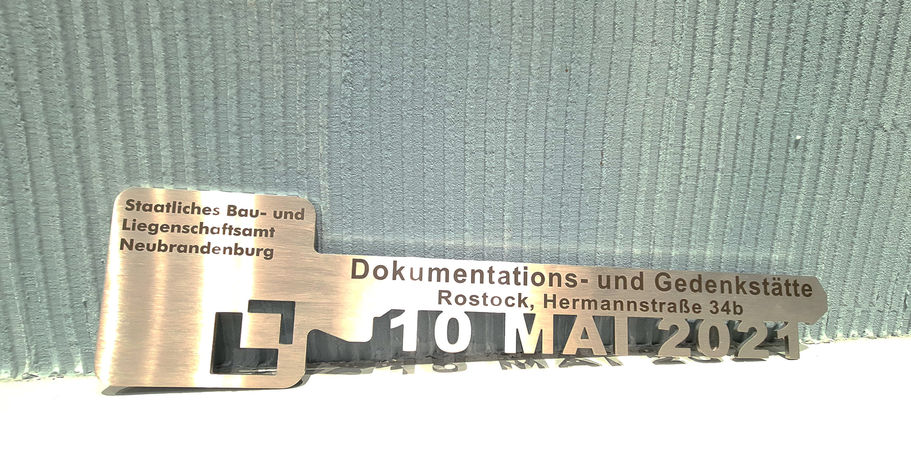 Staatliches Bau- und
Liegenschaftsamt
Neubrandenburg
Dokumentations- und Gedenkstätte
Rostock, Hermannstraße 34b
10 MAI 2021